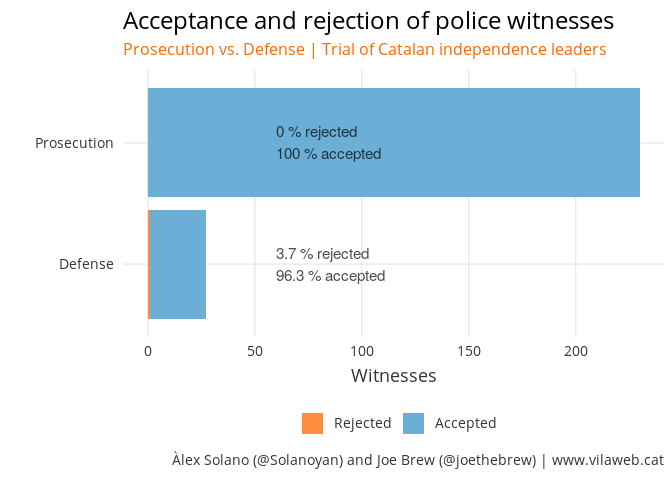 Acceptance and rejection of police witnesses
Prosecution vs. Defense | Trial of Catalan independence leaders
Prosecution
0 % rejected
100 % accepted
Defense
3.7 % rejected
96.3 % accepted
0 50 100 150 200
Witnesses
Rejected Accepted
Àlex Solano (@Solanoyan) and Joe Brew (@joethebrew) | www.vilaweb.cat